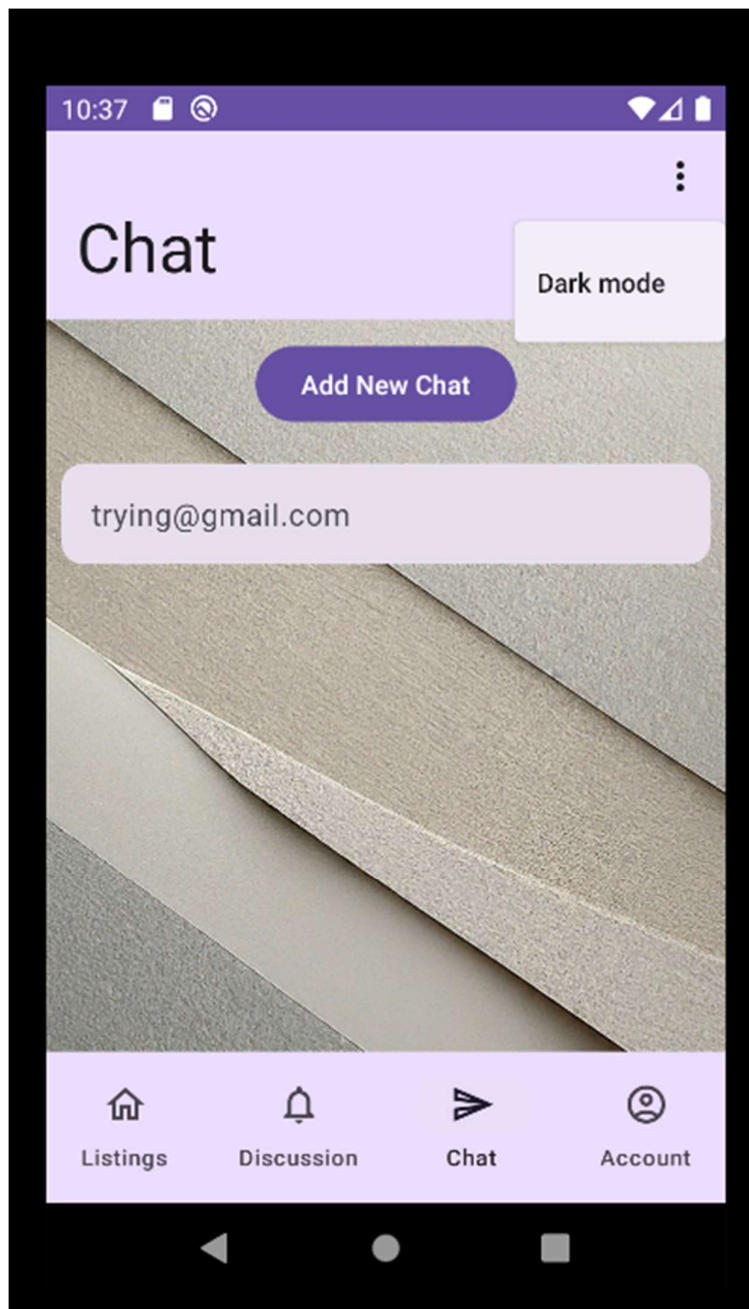 10:37
Chat
Dark mode
Add New Chat
trying@gmail.com
Listings Discussion Chat Account